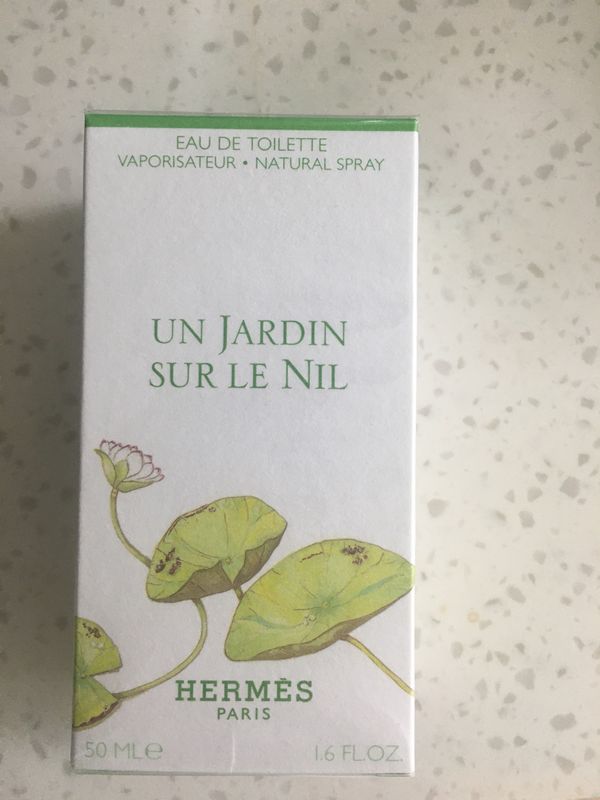 EAU DE TOILETTE
VAPORISATEUR • NATURAL SPRAY
UN JARDIN
SUR LE NIL
HERMÈS
PARIS
50 ML℮ 1.6 FL.OZ.